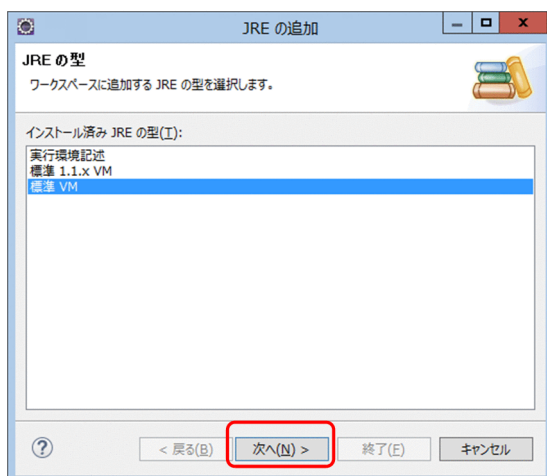 JRE の追加
JRE の型
ワークスペースに追加する JRE の型を選択します。
インストール済み JRE の型(T):
実行環境記述
標準 1.1.x VM
標準 VM
?
< 戻る(B)
次へ(N) >
終了(F)
キャンセル